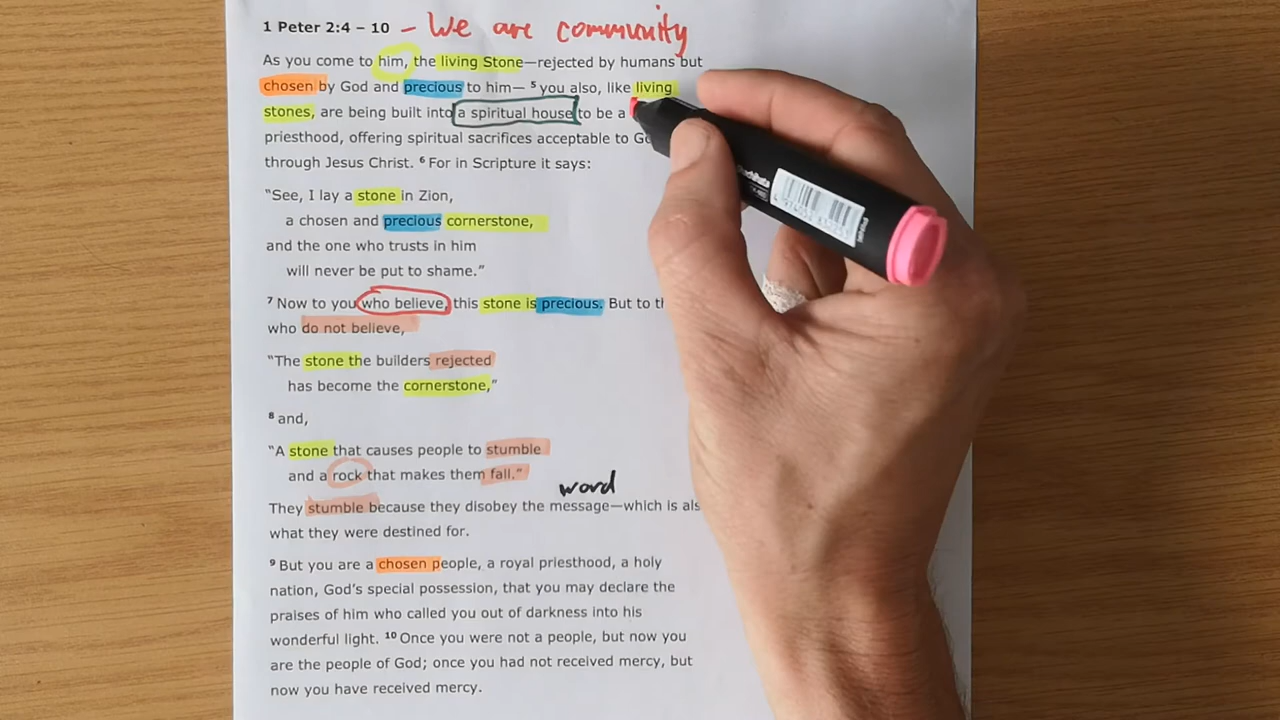 1 Peter 2:4 – 10 – We are community
As you come to him, the living Stone—rejected by humans but
chosen by God and precious to him— 5 you also, like living
stones, are being built into a spiritual house to be a
priesthood, offering spiritual sacrifices acceptable to
through Jesus Christ. 6 For in Scripture it says:
“See, I lay a stone in Zion,
a chosen and precious cornerstone,
and the one who trusts in him
will never be put to shame.”
7 Now to you who believe, this stone is precious. But to
who do not believe,
“The stone the builders rejected
has become the cornerstone,”
8 and,
“A stone that causes people to stumble
and a rock that makes them fall.”
word
They stumble because they disobey the message—which is
what they were destined for.
9 But you are a chosen people, a royal priesthood, a holy
nation, God’s special possession, that you may declare the
praises of him who called you out of darkness into his
wonderful light. 10 Once you were not a people, but now you
are the people of God; once you had not received mercy, but
now you have received mercy.